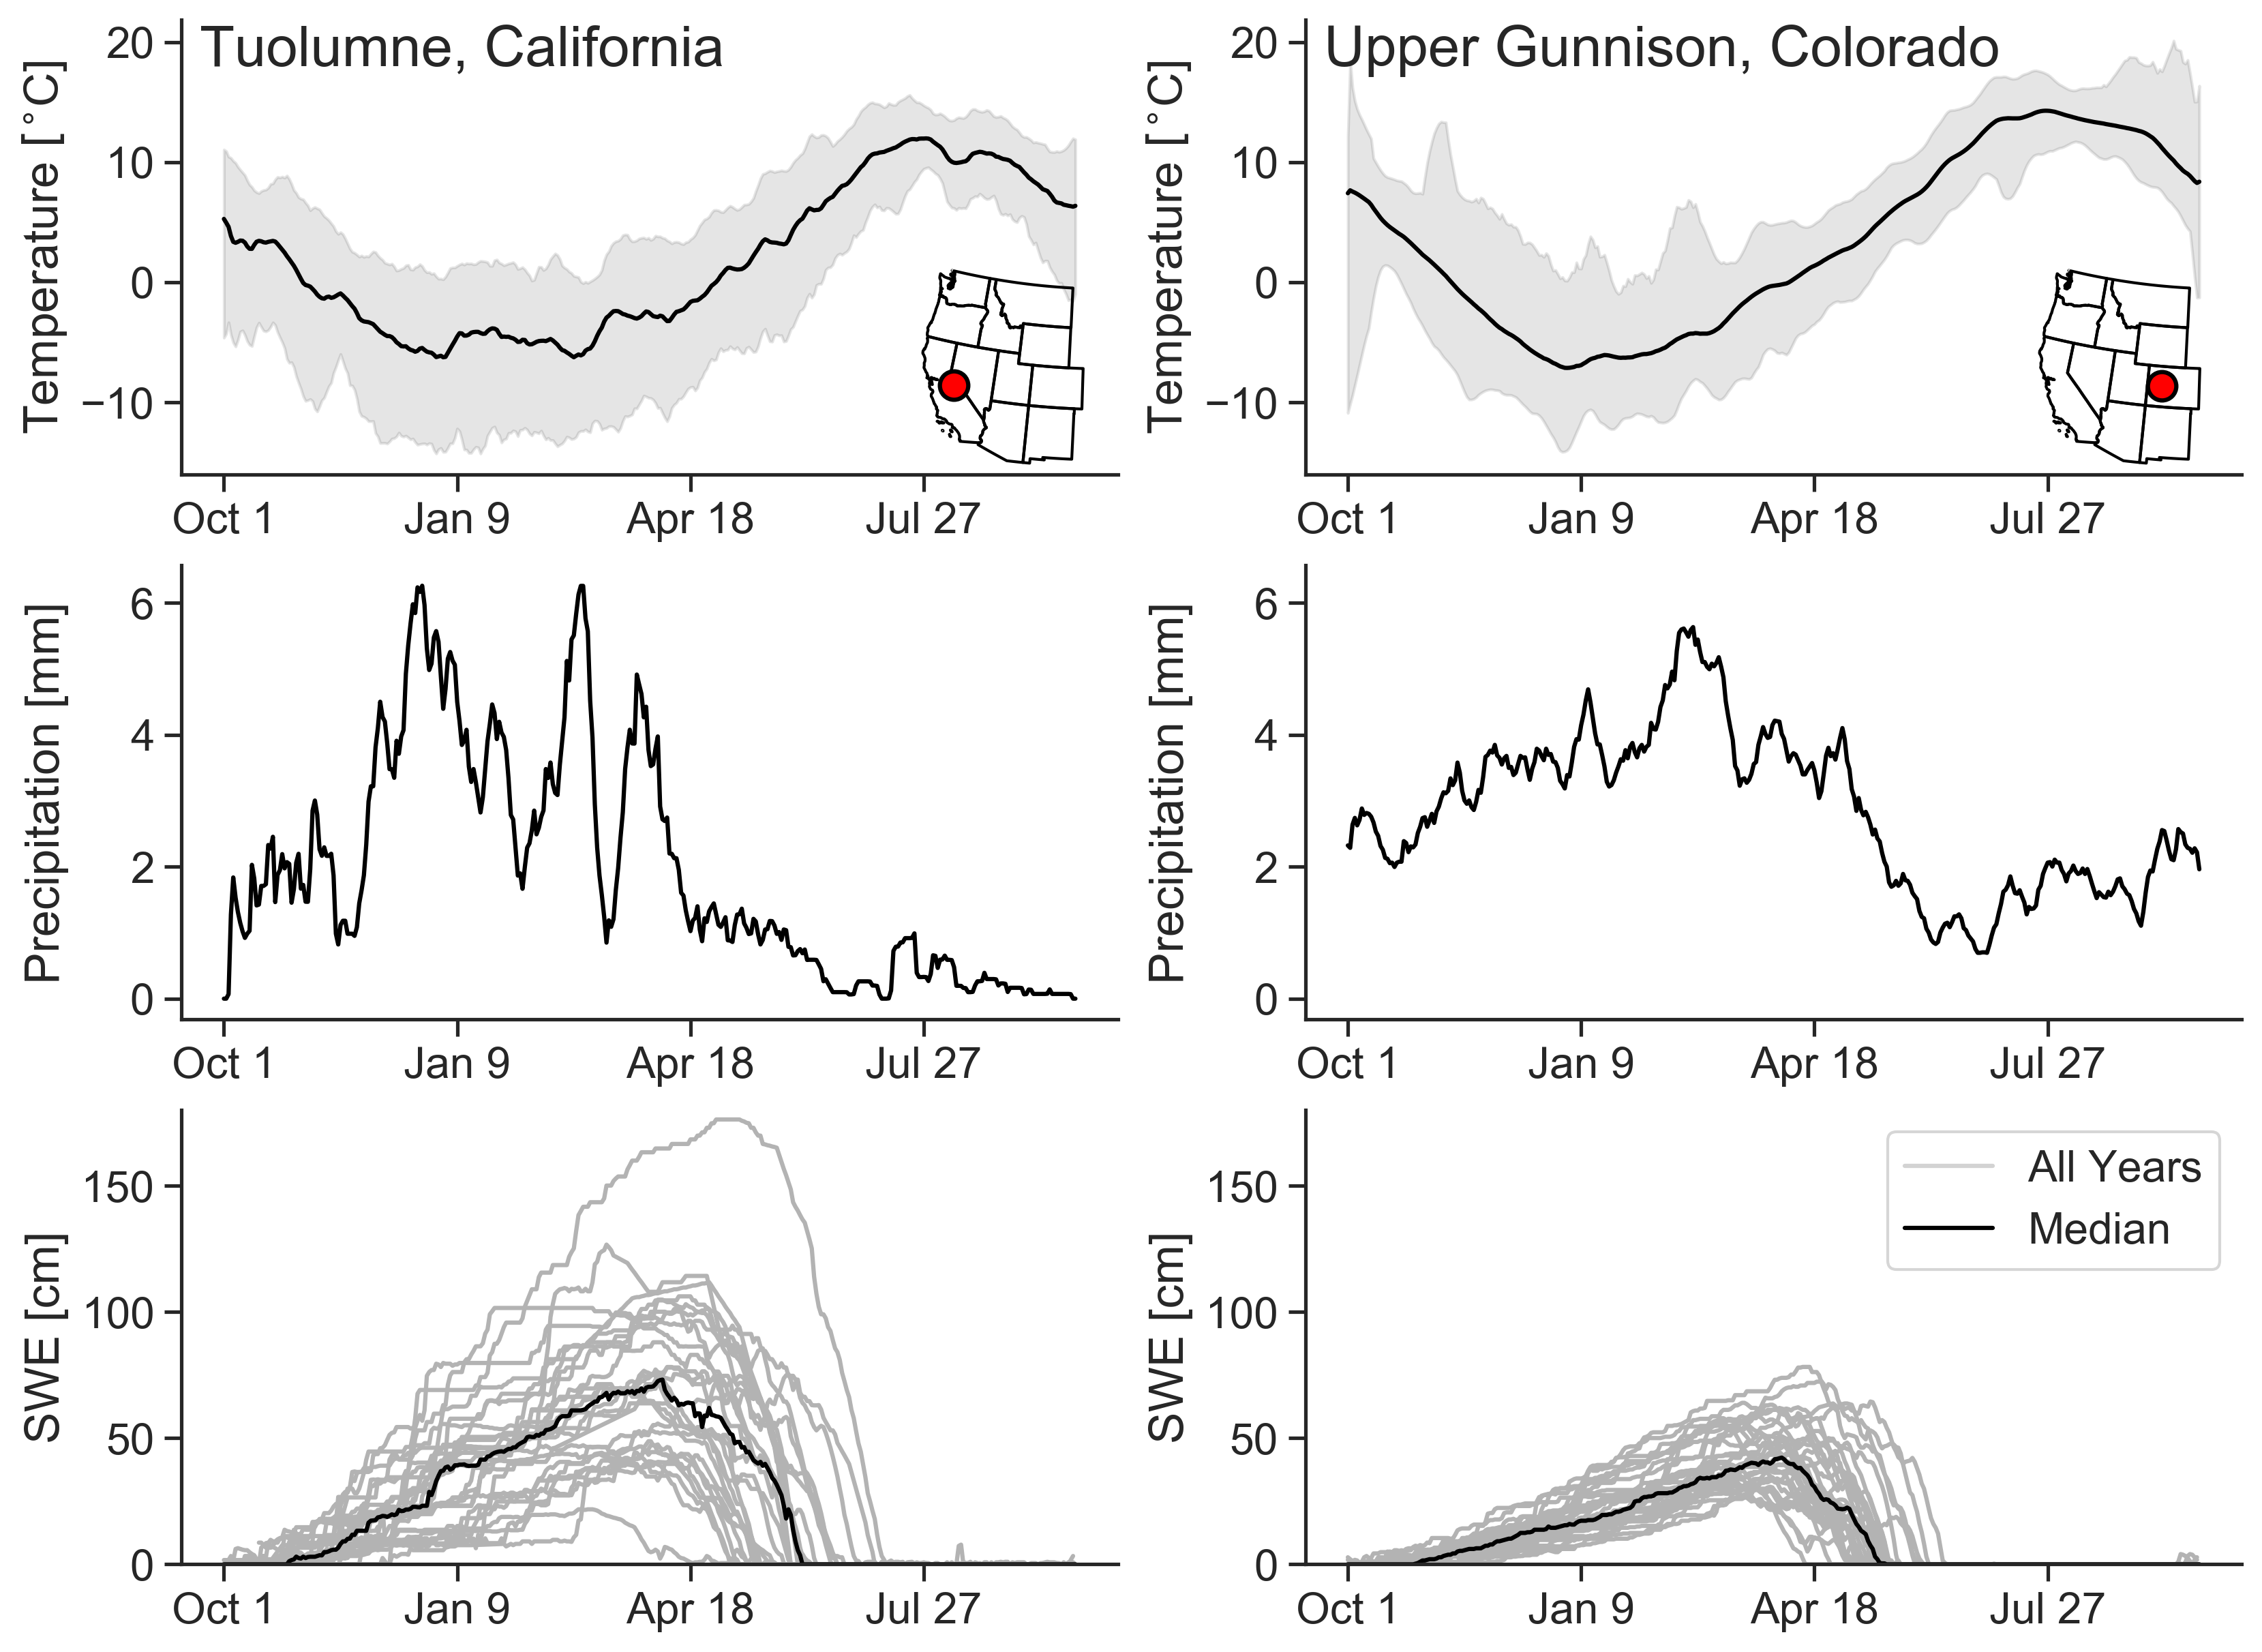 Tuolumne, California
Temperature [°C]
20
10
0
−10
Oct 1 Jan 9 Apr 18 Jul 27
Upper Gunnison, Colorado
Temperature [°C]
20
10
0
−10
Oct 1 Jan 9 Apr 18 Jul 27
Precipitation [mm]
6
4
2
0
Oct 1 Jan 9 Apr 18 Jul 27
Precipitation [mm]
6
4
2
0
Oct 1 Jan 9 Apr 18 Jul 27
SWE [cm]
150
100
50
0
Oct 1 Jan 9 Apr 18 Jul 27
SWE [cm]
150
100
50
0
Oct 1 Jan 9 Apr 18 Jul 27
All Years
Median